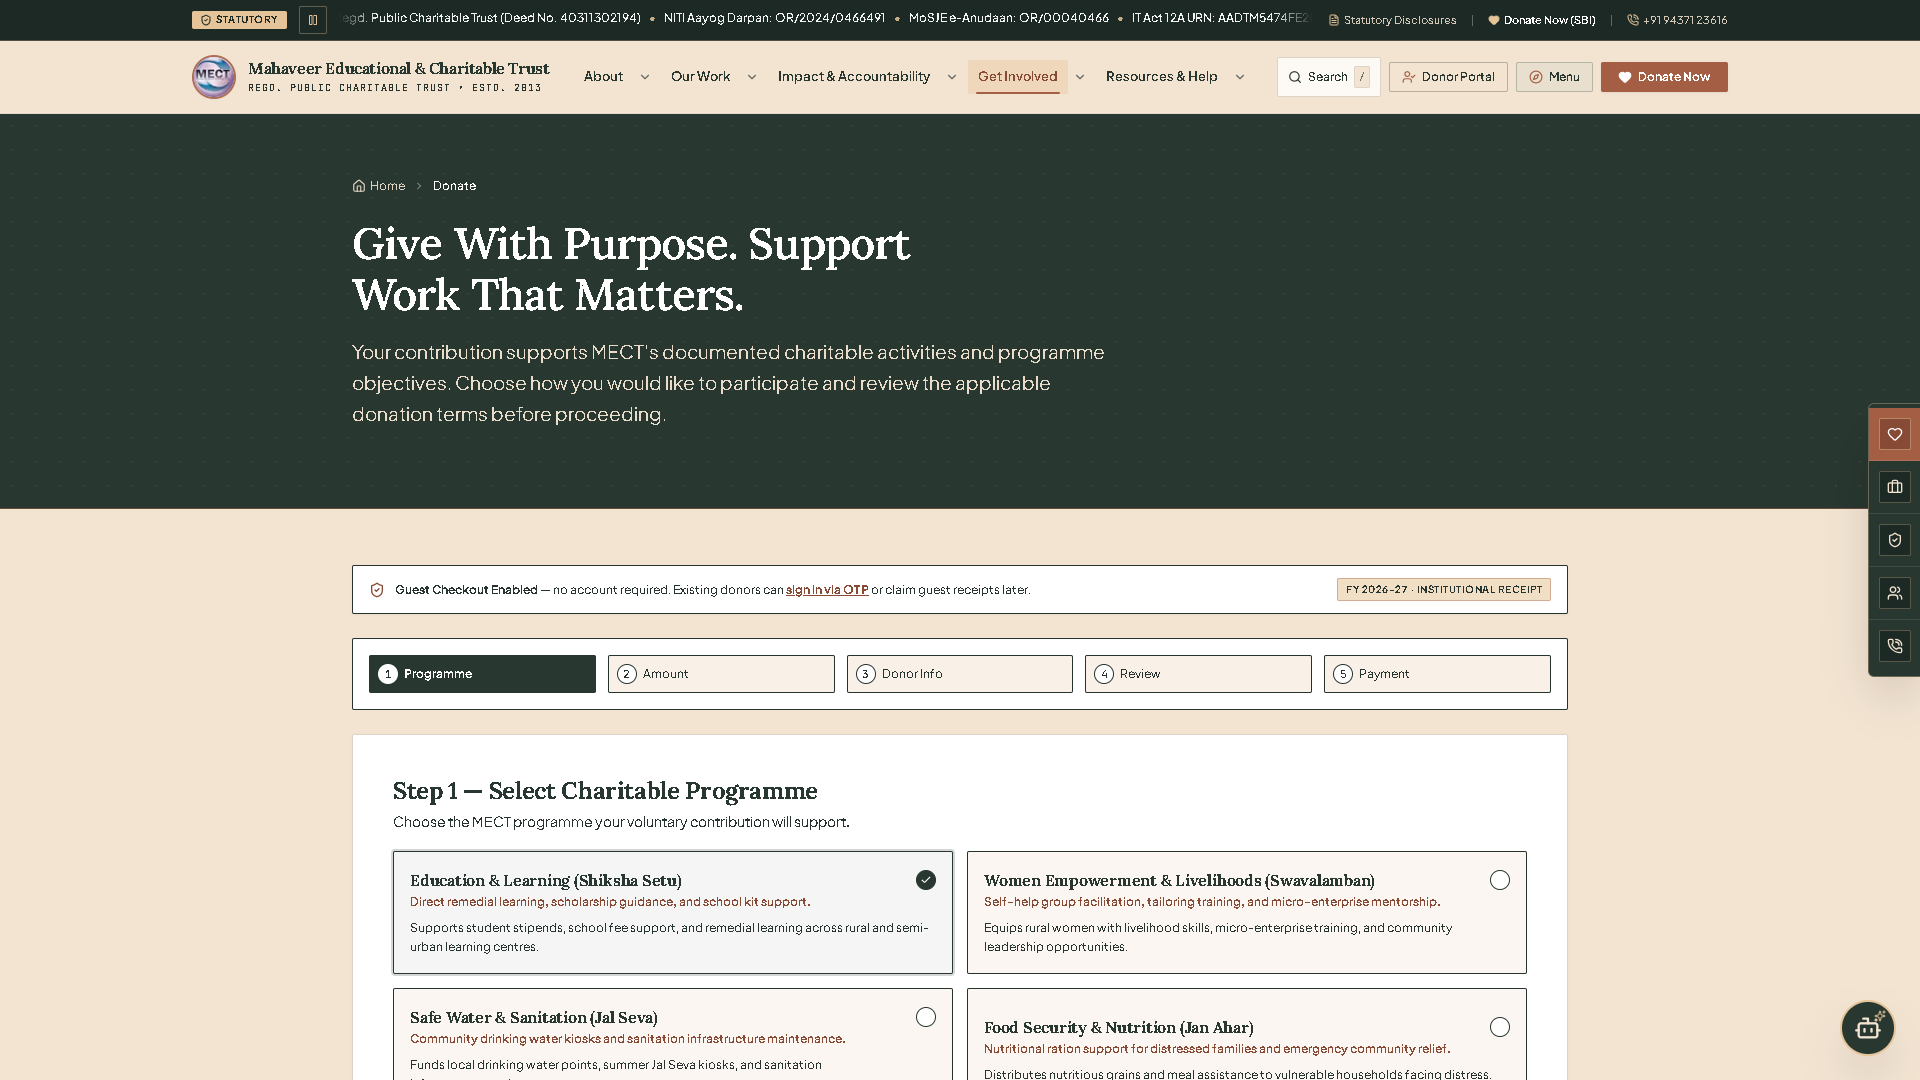 STATUTORY
Public Charitable Trust (Deed No. 40311302194) • NITI Aayog Darpan: OR/2024/0466491 • MoSJE e-Anudaan: OR/00040466 • IT Act 12A URN:
Statutory Disclosures
Donate Now (SBI)
+91 94371 23616
MECT
Mahaveer Educational & Charitable Trust
REGD. PUBLIC CHARITABLE TRUST • ESTD. 2013
About
Our Work
Impact & Accountability
Get Involved
Resources & Help
Search /
Donor Portal
Menu
Donate Now
Home > Donate
Give With Purpose. Support
Work That Matters.
Your contribution supports MECT's documented charitable activities and programme
objectives. Choose how you would like to participate and review the applicable
donation terms before proceeding.
Guest Checkout Enabled — no account required. Existing donors can sign in via OTP or claim guest receipts later.
FY 2026-27 · INSTITUTIONAL RECEIPT
1 Programme
2 Amount
3 Donor Info
4 Review
5 Payment
Step 1 — Select Charitable Programme
Choose the MECT programme your voluntary contribution will support.
Education & Learning (Shiksha Setu)
Direct remedial learning, scholarship guidance, and school kit support.
Supports student stipends, school fee support, and remedial learning across rural and semi-
urban learning centres.
Women Empowerment & Livelihoods (Swavalamban)
Self-help group facilitation, tailoring training, and micro-enterprise mentorship.
Equips rural women with livelihood skills, micro-enterprise training, and community
leadership opportunities.
Safe Water & Sanitation (Jal Seva)
Community drinking water kiosks and sanitation infrastructure maintenance.
Funds local drinking water points, summer Jal Seva kiosks, and sanitation
Food Security & Nutrition (Jan Ahar)
Nutritional ration support for distressed families and emergency community relief.
Distributes nutritious grains and meal assistance to vulnerable households facing distress.